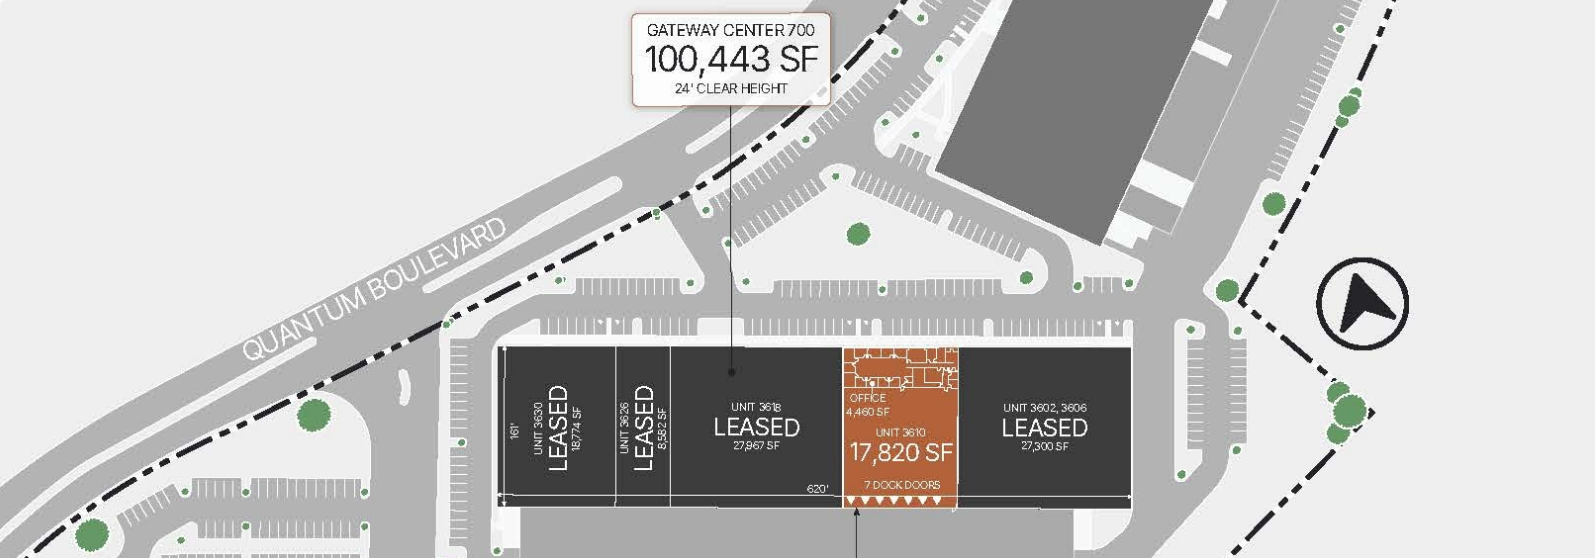 GATEWAY CENTER 700
100,443 SF
24' CLEAR HEIGHT
QUANTUM BOULEVARD
161'
UNIT 3630
LEASED
18,774 SF
UNIT 3626
LEASED
8,582 SF
UNIT 3618
LEASED
27,967 SF
OFFICE
4,460 SF
UNIT 3610
17,820 SF
7 DOCK DOORS
UNIT 3602, 3606
LEASED
27,300 SF
620'